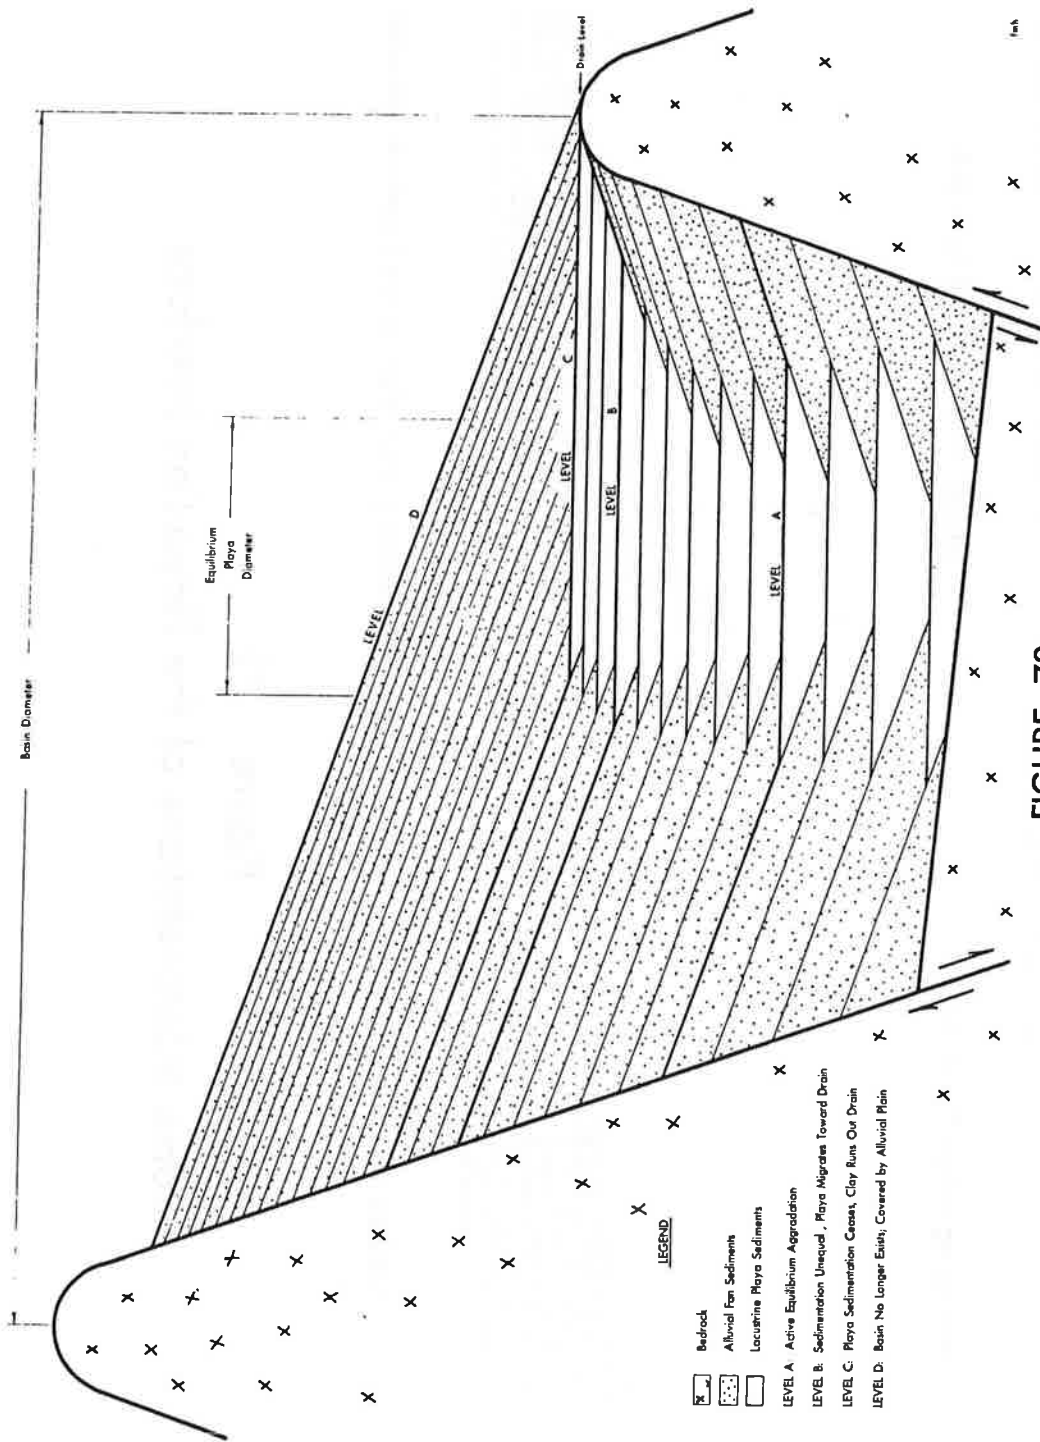 Basin Diameter
Equilibrium
Playa
Diameter
Drain Level
LEVEL D
LEVEL C
LEVEL B
LEVEL A
LEGEND
Bedrock
Alluvial Fan Sediments
Lacustrine Playa Sediments
LEVEL A: Active Equilibrium Aggradation
LEVEL B: Sedimentation Unequal, Playa Migrates Toward Drain
LEVEL C: Playa Sedimentation Ceases, Clay Runs Out Drain
LEVEL D: Basin No Longer Exists; Covered by Alluvial Plain
fmh
FIGURE